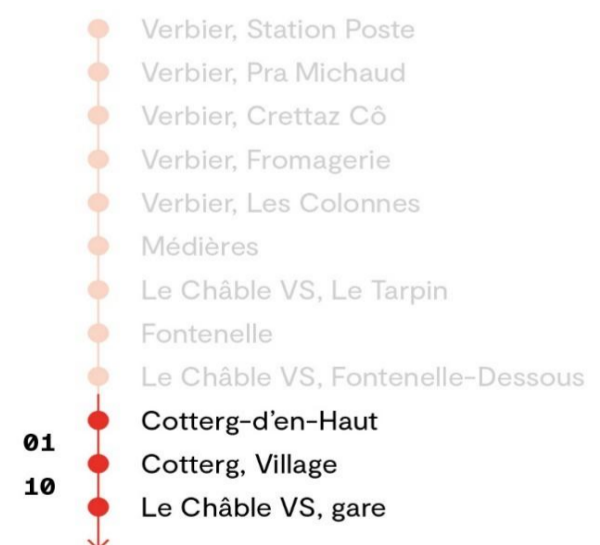 Verbier, Station Poste
Verbier, Pra Michaud
Verbier, Crettaz Cô
Verbier, Fromagerie
Verbier, Les Colonnes
Médières
Le Châble VS, Le Tarpin
Fontenelle
Le Châble VS, Fontenelle-Dessous
Cotterg-d’en-Haut
01
Cotterg, Village
10
Le Châble VS, gare